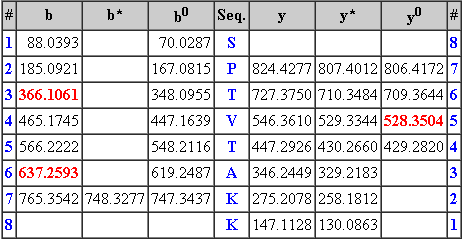 # b b* b0 Seq. y y* y0 #
1 88.0393 70.0287 S 8
2 185.0921 167.0815 P 824.4277 807.4012 806.4172 7
3 366.1061 348.0955 T 727.3750 710.3484 709.3644 6
4 465.1745 447.1639 V 546.3610 529.3344 528.3504 5
5 566.2222 548.2116 T 447.2926 430.2660 429.2820 4
6 637.2593 619.2487 A 346.2449 329.2183 3
7 765.3542 748.3277 747.3437 K 275.2078 258.1812 2
8 K 147.1128 130.0863 1